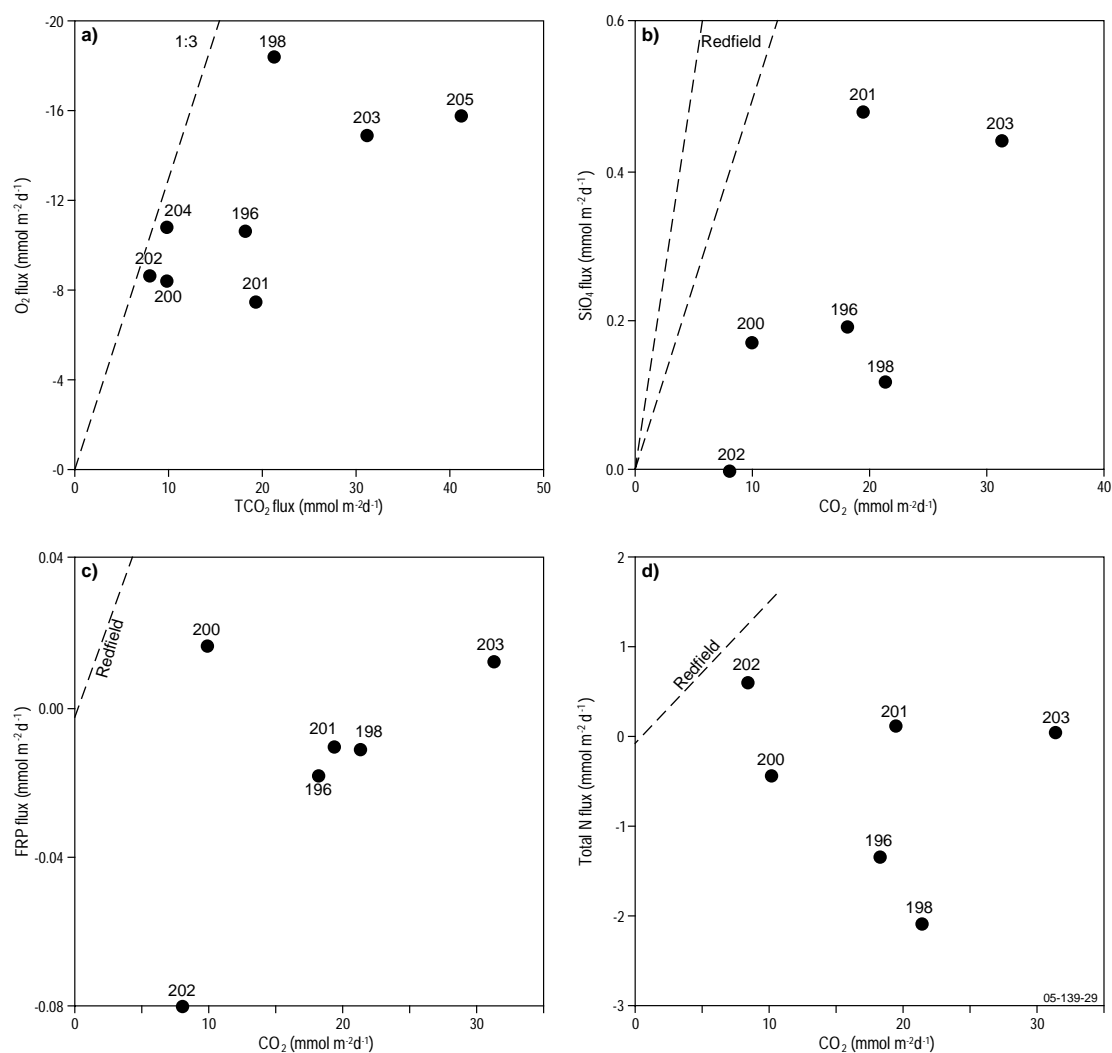 a)
-20
-16
-12
-8
-4
-0
O₂ flux (mmol m⁻² d⁻¹)
1:3
198
205
203
204
196
202
200
201
0 10 20 30 40 50
TCO₂ flux (mmol m⁻²d⁻¹)
b)
0.6
0.4
0.2
0.0
SiO₄ flux (mmol m⁻² d⁻¹)
Redfield
201
203
196
200
198
202
0 10 20 30 40
CO₂ (mmol m⁻²d⁻¹)
c)
0.04
0.00
-0.04
-0.08
FRP flux (mmol m⁻² d⁻¹)
Redfield
200
203
201 198
196
202
0 10 20 30
CO₂ (mmol m⁻²d⁻¹)
d)
2
1
0
-1
-2
-3
Total N flux (mmol m⁻² d⁻¹)
Redfield
202
201
203
200
196
198
05-139-29
0 10 20 30
CO₂ (mmol m⁻²d⁻¹)